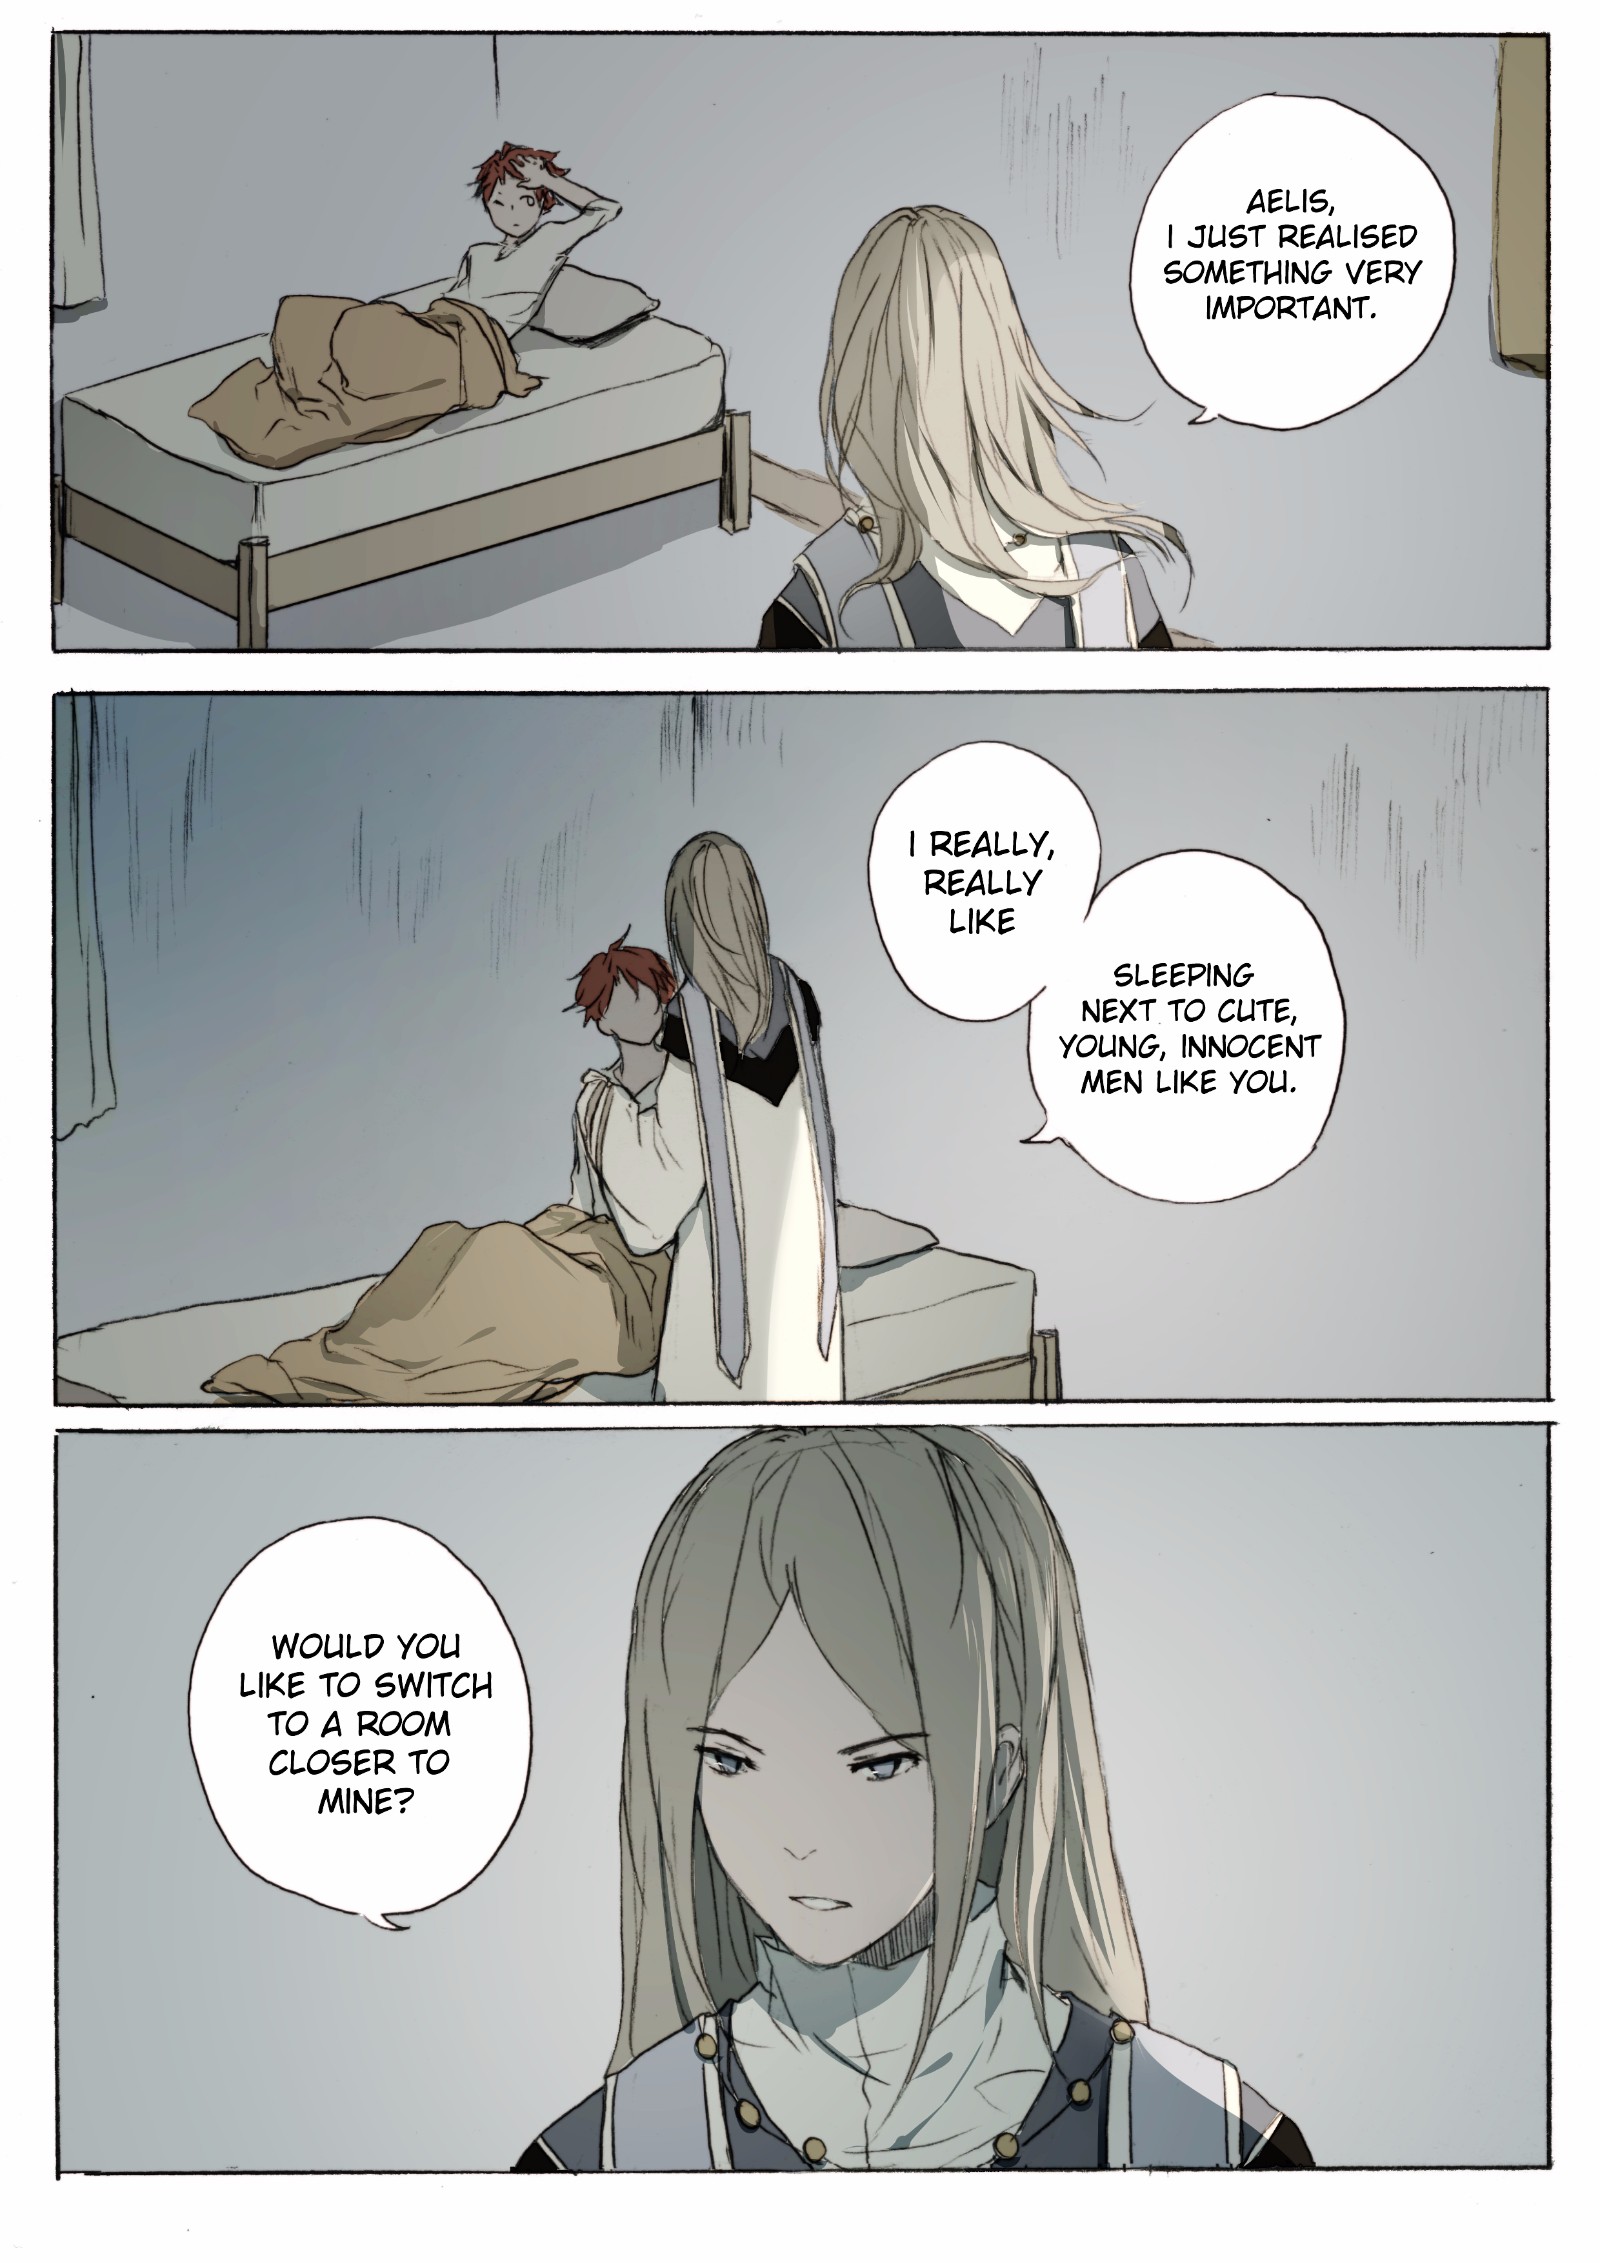 AELIS,
I JUST REALISED
SOMETHING VERY
IMPORTANT.
I REALLY,
REALLY
LIKE
SLEEPING
NEXT TO CUTE,
YOUNG, INNOCENT
MEN LIKE YOU.
WOULD YOU
LIKE TO SWITCH
TO A ROOM
CLOSER TO
MINE?